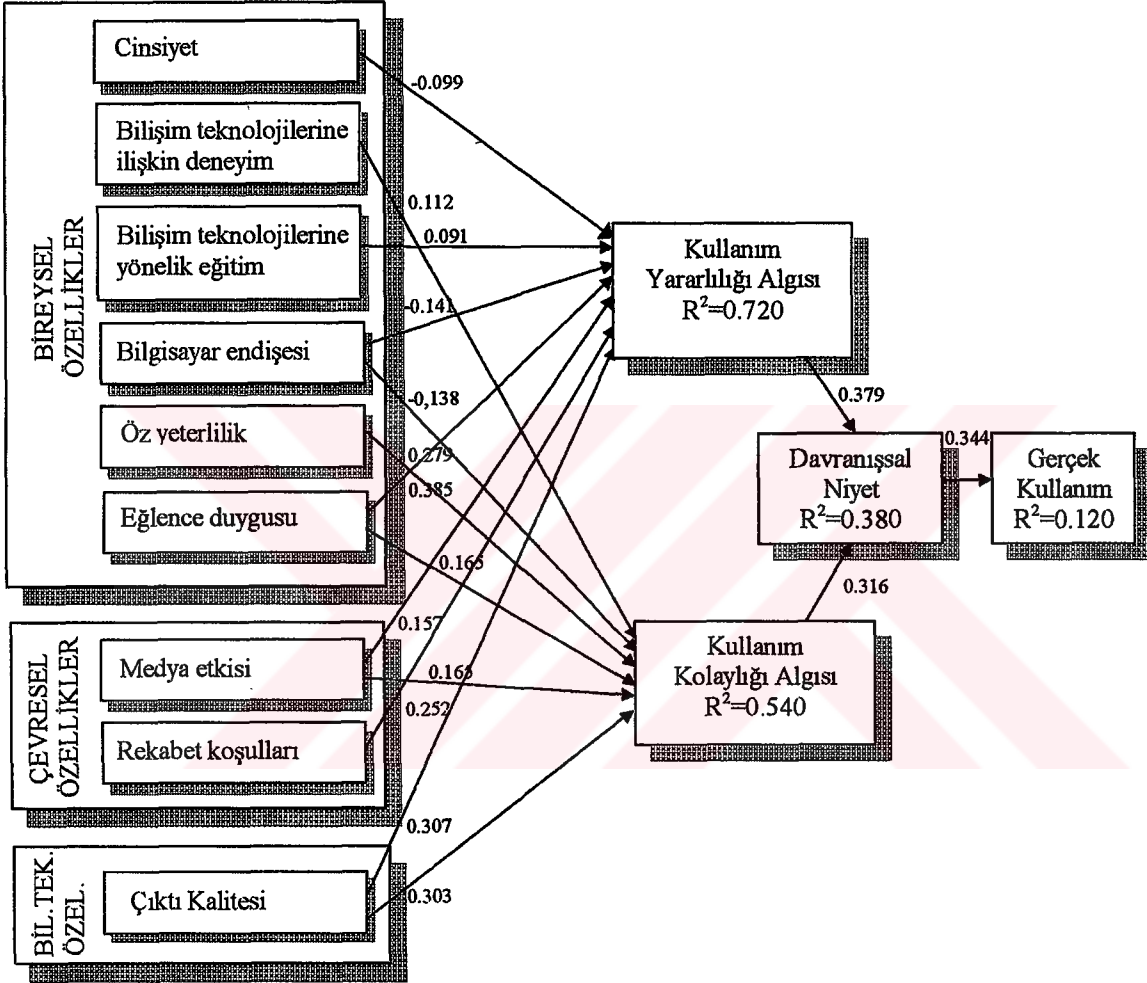 BİREYSEL
ÖZELLİKLER
Cinsiyet
Bilişim teknolojilerine
ilişkin deneyim
Bilişim teknolojilerine
yönelik eğitim
Bilgisayar endişesi
Öz yeterlilik
Eğlence duygusu
ÇEVRESEL
ÖZELLİKLER
Medya etkisi
Rekabet koşulları
BİL.TEK.
ÖZEL.
Çıktı Kalitesi
-0.099
0.112
0.091
-0.141
-0,138
0.279
0.385
0.165
0.157
0.165
0.252
0.307
0.303
Kullanım
Yararlılığı Algısı
R²=0.720
0.379
Davranışsal
Niyet
R²=0.380
0.344
Gerçek
Kullanım
R²=0.120
0.316
Kullanım
Kolaylığı Algısı
R²=0.540